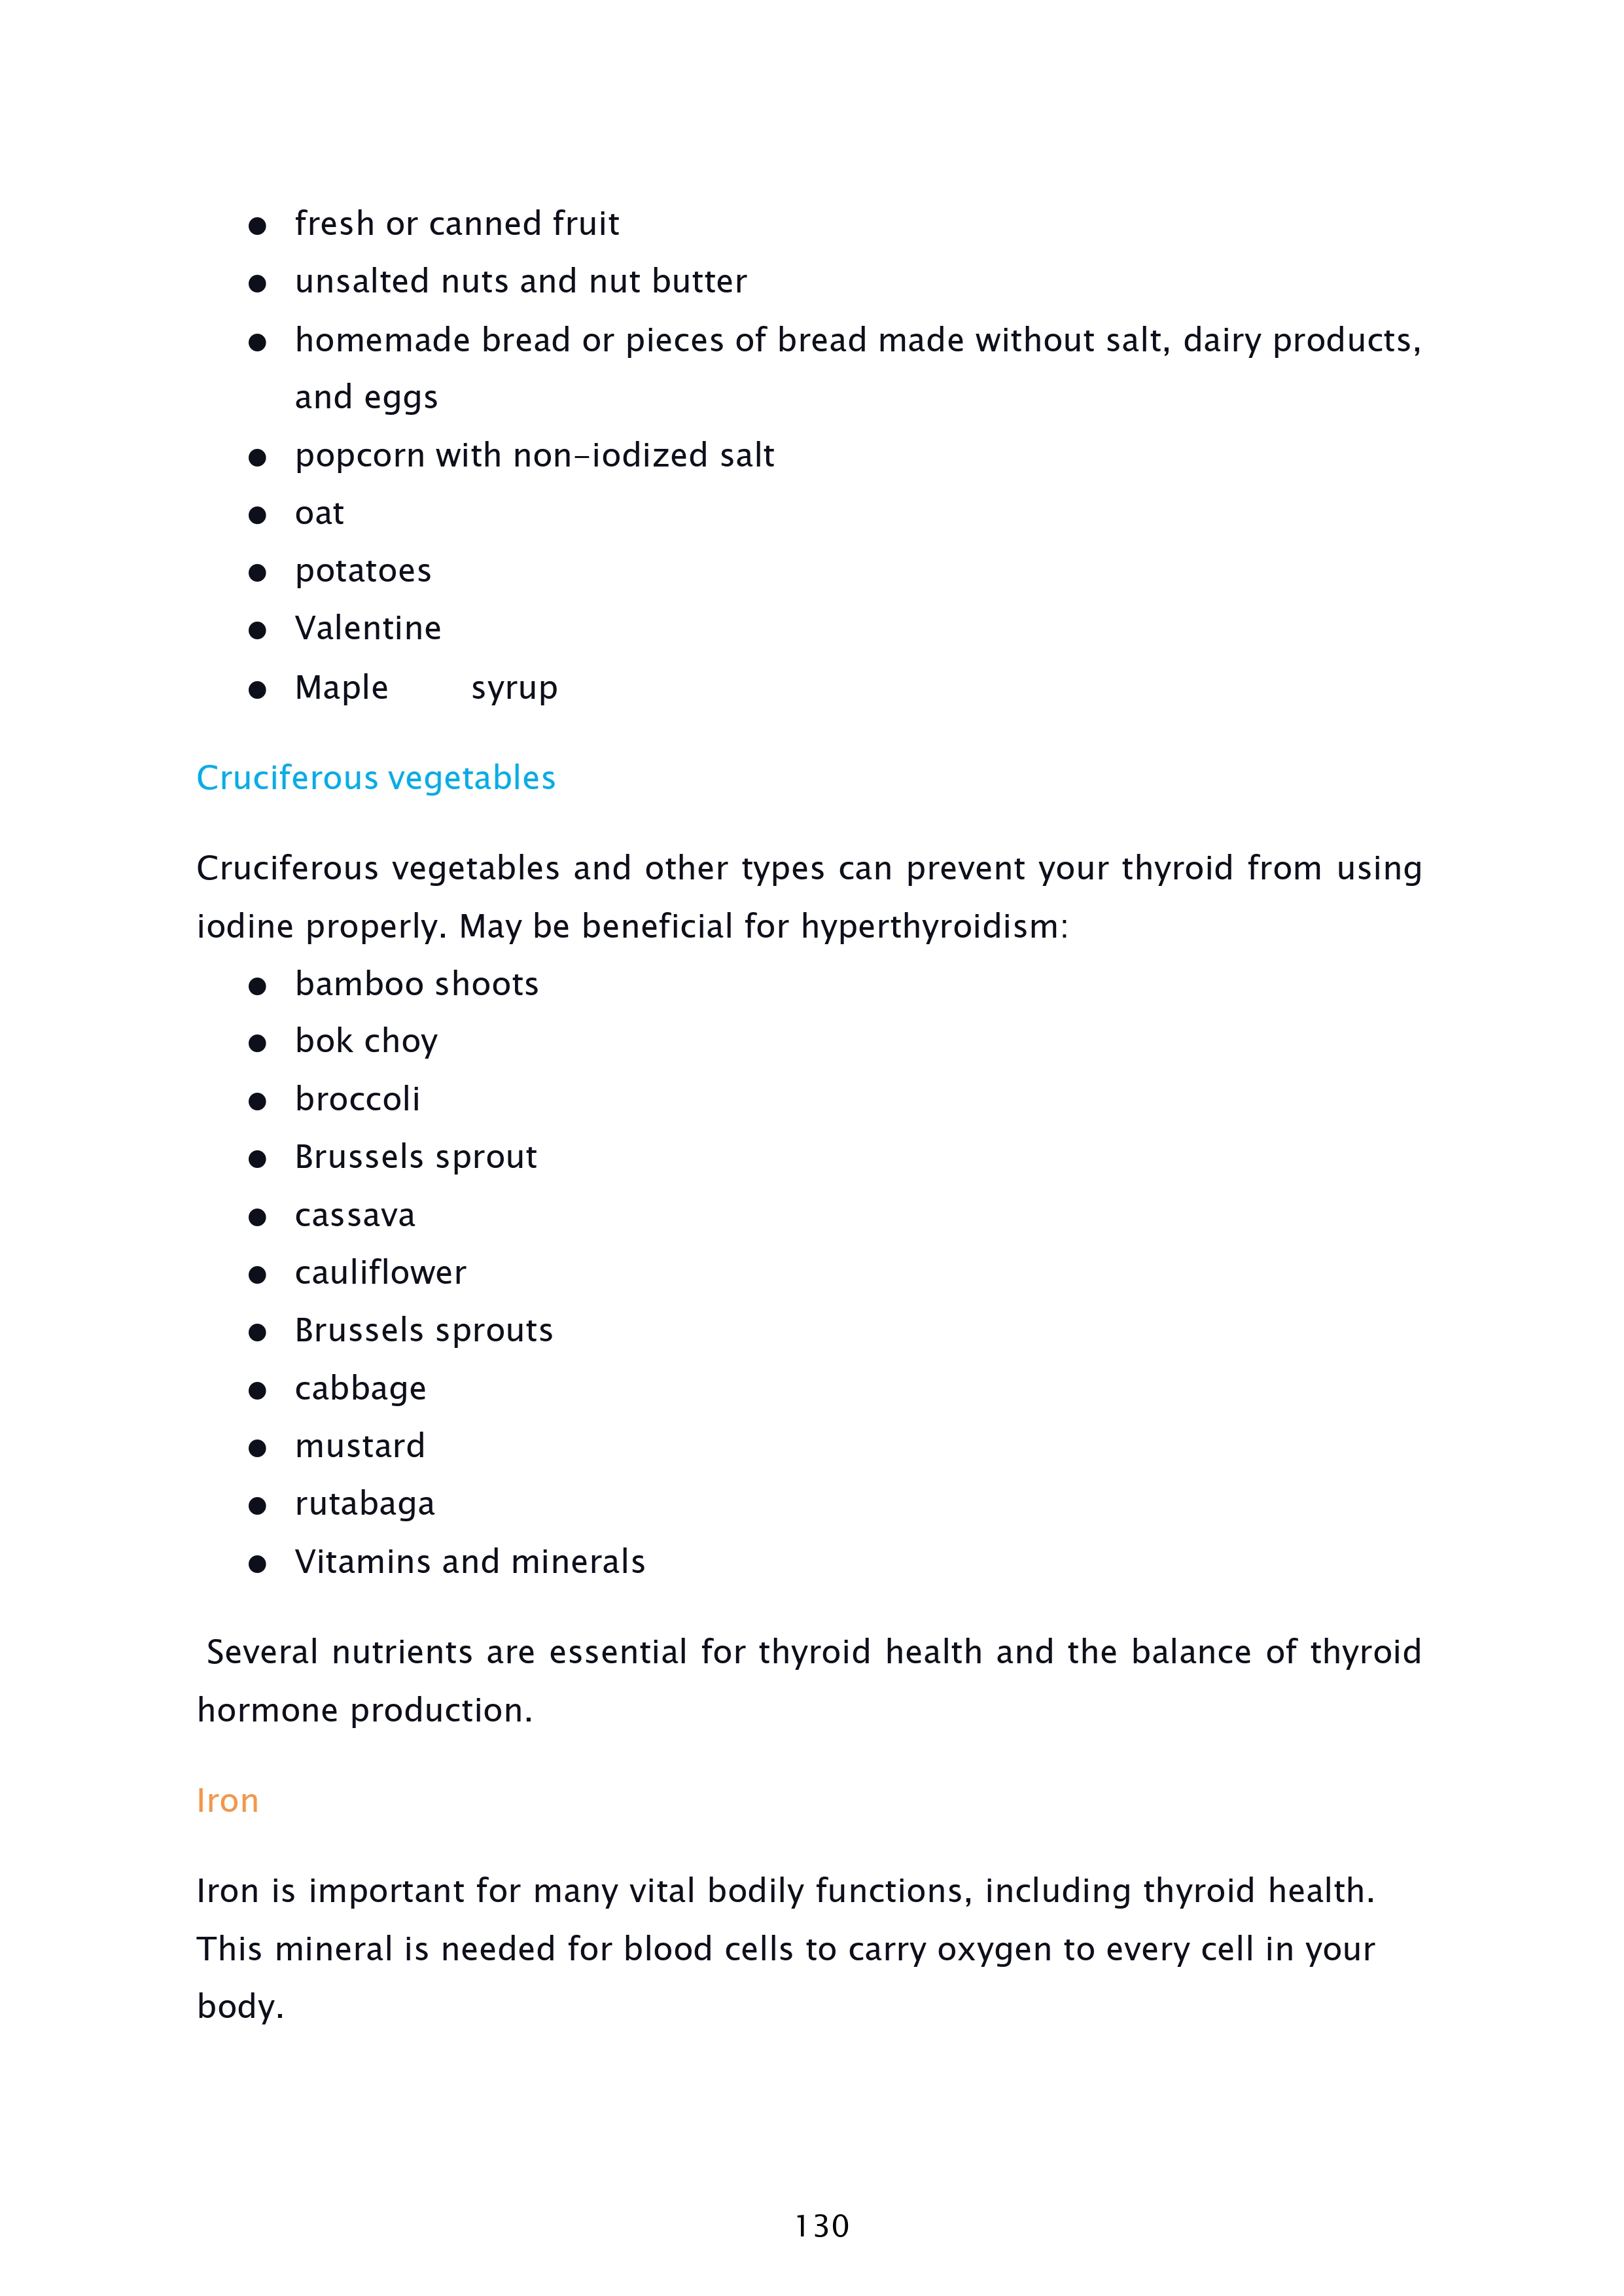 ● fresh or canned fruit
● unsalted nuts and nut butter
● homemade bread or pieces of bread made without salt, dairy products,
and eggs
● popcorn with non-iodized salt
● oat
● potatoes
● Valentine
● Maple syrup
Cruciferous vegetables
Cruciferous vegetables and other types can prevent your thyroid from using
iodine properly. May be beneficial for hyperthyroidism:
● bamboo shoots
● bok choy
● broccoli
● Brussels sprout
● cassava
● cauliflower
● Brussels sprouts
● cabbage
● mustard
● rutabaga
● Vitamins and minerals
Several nutrients are essential for thyroid health and the balance of thyroid
hormone production.
Iron
Iron is important for many vital bodily functions, including thyroid health.
This mineral is needed for blood cells to carry oxygen to every cell in your
body.
130